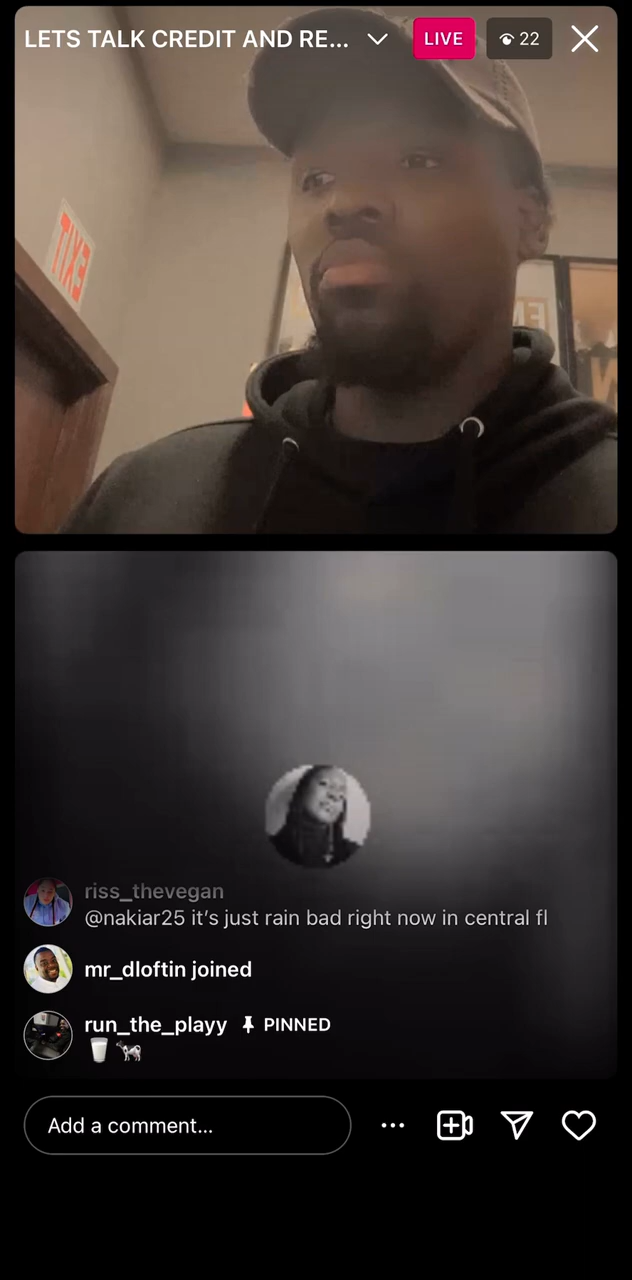 LETS TALK CREDIT AND RE...
LIVE
22
EXIT
riss_thevegan
@nakiar25 it's just rain bad right now in central fl
mr_dloftin joined
run_the_playy PINNED
🥛🐐
Add a comment...